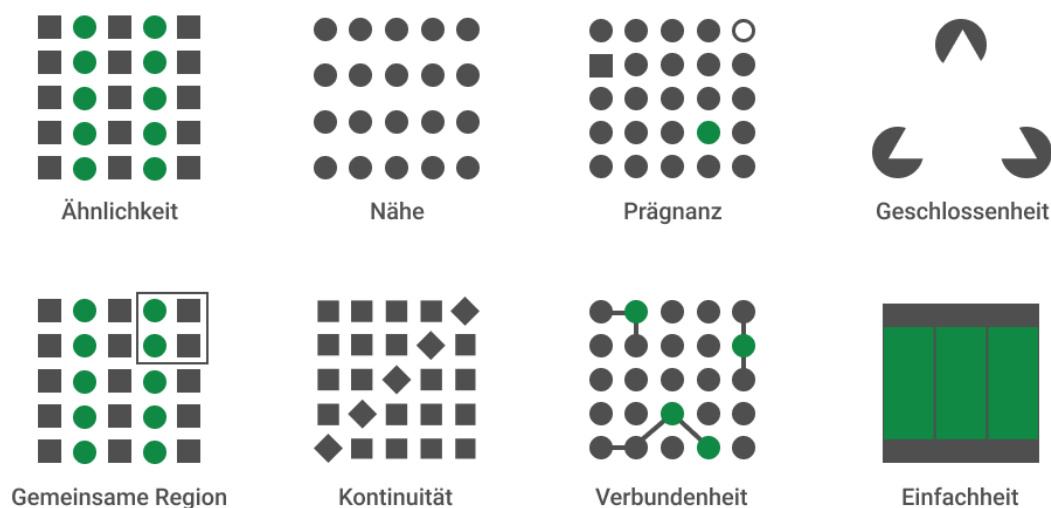 Ähnlichkeit
Nähe
Prägnanz
Geschlossenheit
Gemeinsame Region
Kontinuität
Verbundenheit
Einfachheit